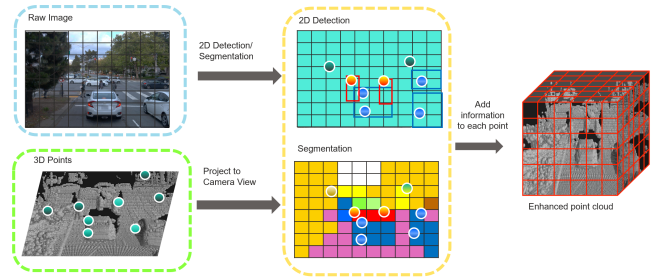 Raw Image
2D Detection/
Segmentation
2D Detection
Add
information
to each point
3D Points
Project to
Camera View
Segmentation
Enhanced point cloud